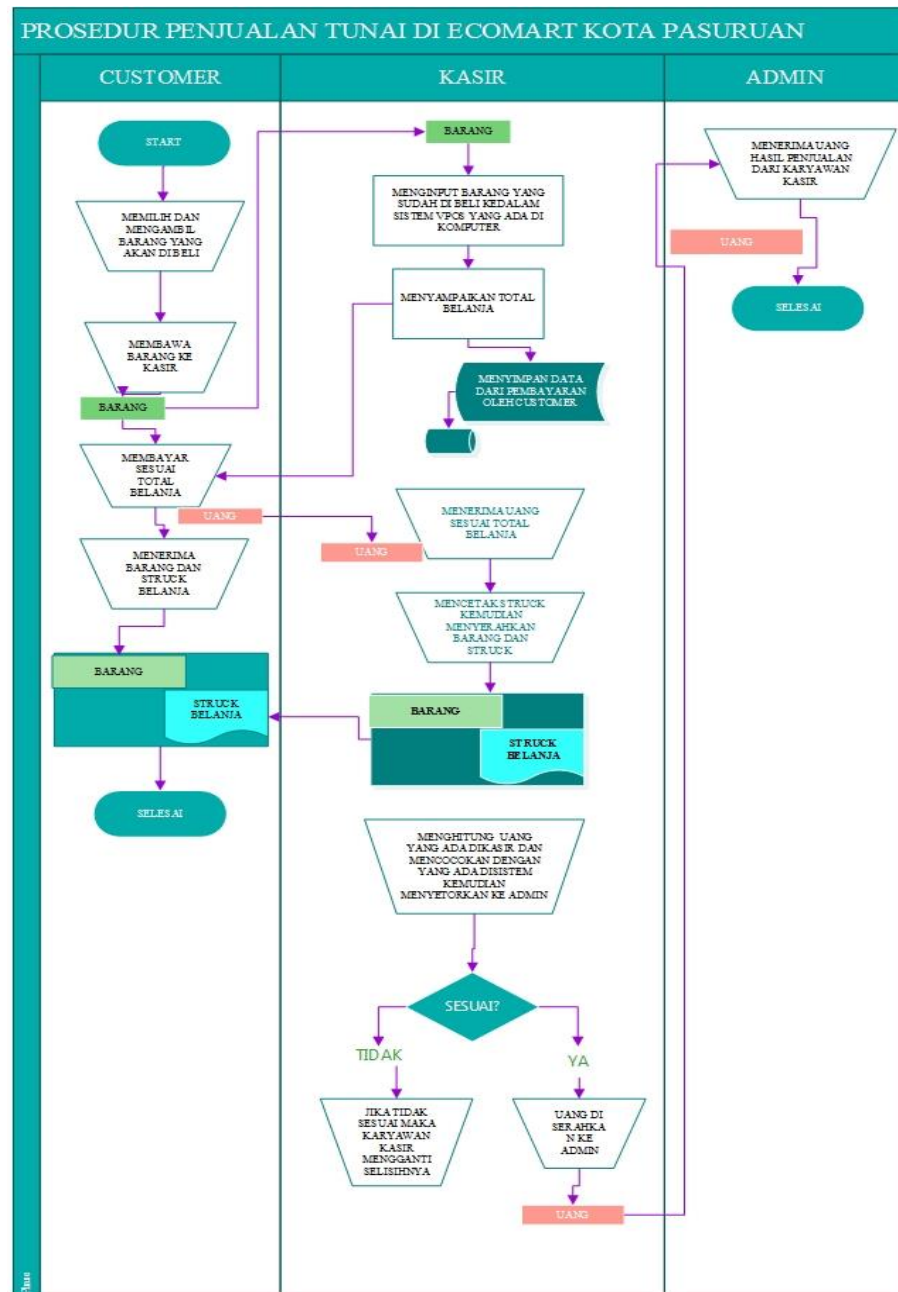 PROSEDUR PENJUALAN TUNAI DI ECOMART KOTA PASURUAN
CUSTOMER
KASIR
ADMIN
START
MEMILIH DAN
MENGAMBIL
BARANG YANG
AKAN DI BELI
MEMBAWA
BARANG KE
KASIR
BARANG
MEMBAYAR
SESUAI
TOTAL
BELANJA
UANG
MENERIMA
BARANG DAN
STRUCK
BELANJA
BARANG
STRUCK
BELANJA
SELESAI
BARANG
MENGINPUT BARANG YANG
SUDAH DI BELI KEDALAM
SISTEM VPOS YANG ADA DI
KOMPUTER
MENYAMPAIKAN TOTAL
BELANJA
MENYIMPAN DATA
DARI PEMBAYARAN
OLEH CUSTOMER
MENERIMA UANG
SESUAI TOTAL
BELANJA
UANG
MENCETAK STRUCK
KEMUDIAN
MENYERAHKAN
BARANG DAN
STRUCK
BARANG
STRUCK
BELANJA
MENGHITUNG UANG
YANG ADA DIKASIR DAN
MENCOCOKAN DENGAN
YANG ADA DISISTEM
KEMUDIAN
MENYETORKAN KE ADMIN
SESUAI?
TIDAK
YA
JIKA TIDAK
SESUAI MAKA
KARYAWAN
KASIR
MENGGANTI
SELISIHNYA
UANG DI
SERAHKA
N KE
ADMIN
UANG
MENERIMA UANG
HASIL PENJUALAN
DARI KARYAWAN
KASIR
UANG
SELESAI
Phase